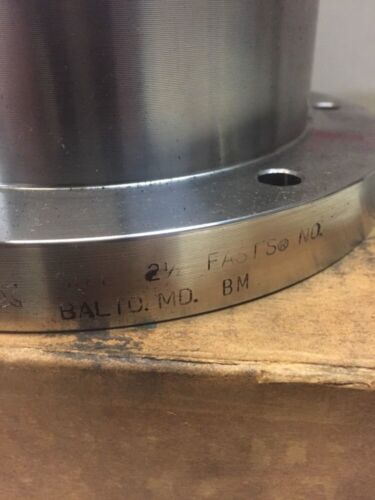 2½ FAST'S® NO.
BALTO. MD. BM